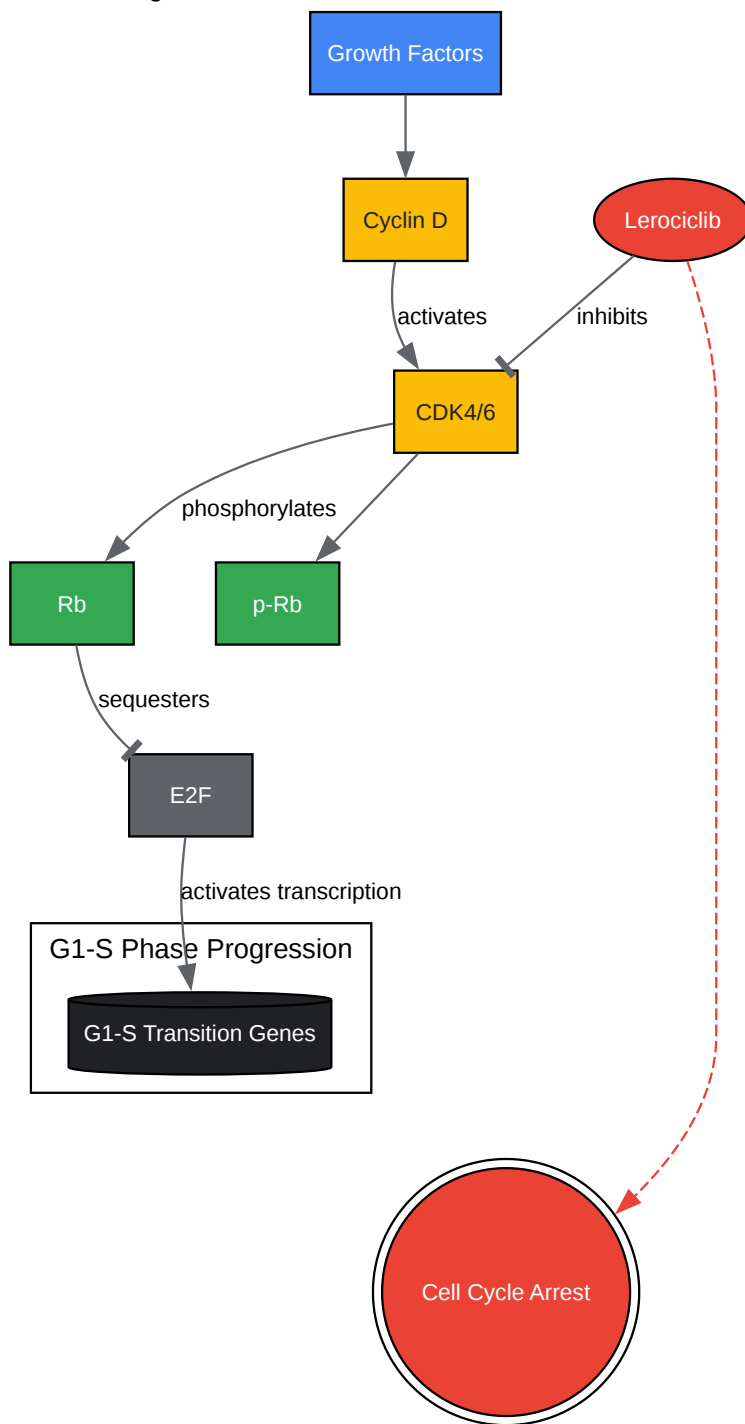 Growth Factors
Cyclin D
Lerociclib
activates
inhibits
CDK4/6
phosphorylates
Rb
p-Rb
sequesters
E2F
activates transcription
G1-S Phase Progression
G1-S Transition Genes
Cell Cycle Arrest